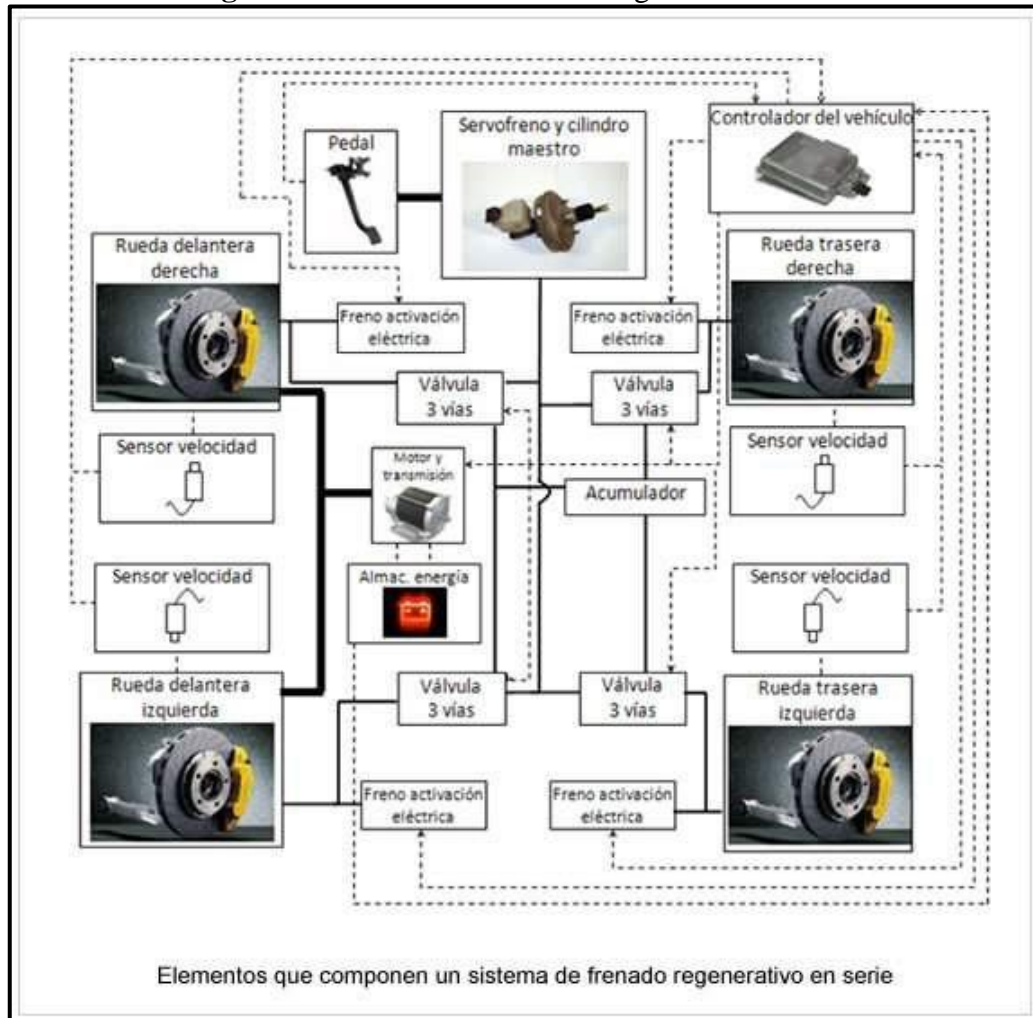 Pedal
Servofreno y cilindro
maestro
Controlador del vehículo
Rueda delantera
derecha
Rueda trasera
derecha
Freno activación
eléctrica
Freno activación
eléctrica
Válvula
3 vías
Válvula
3 vías
Sensor velocidad
Motor y
transmisión
Acumulador
Sensor velocidad
Sensor velocidad
Almac. energía
Sensor velocidad
Rueda delantera
izquierda
Válvula
3 vías
Válvula
3 vías
Rueda trasera
izquierda
Freno activación
eléctrica
Freno activación
eléctrica
Elementos que componen un sistema de frenado regenerativo en serie